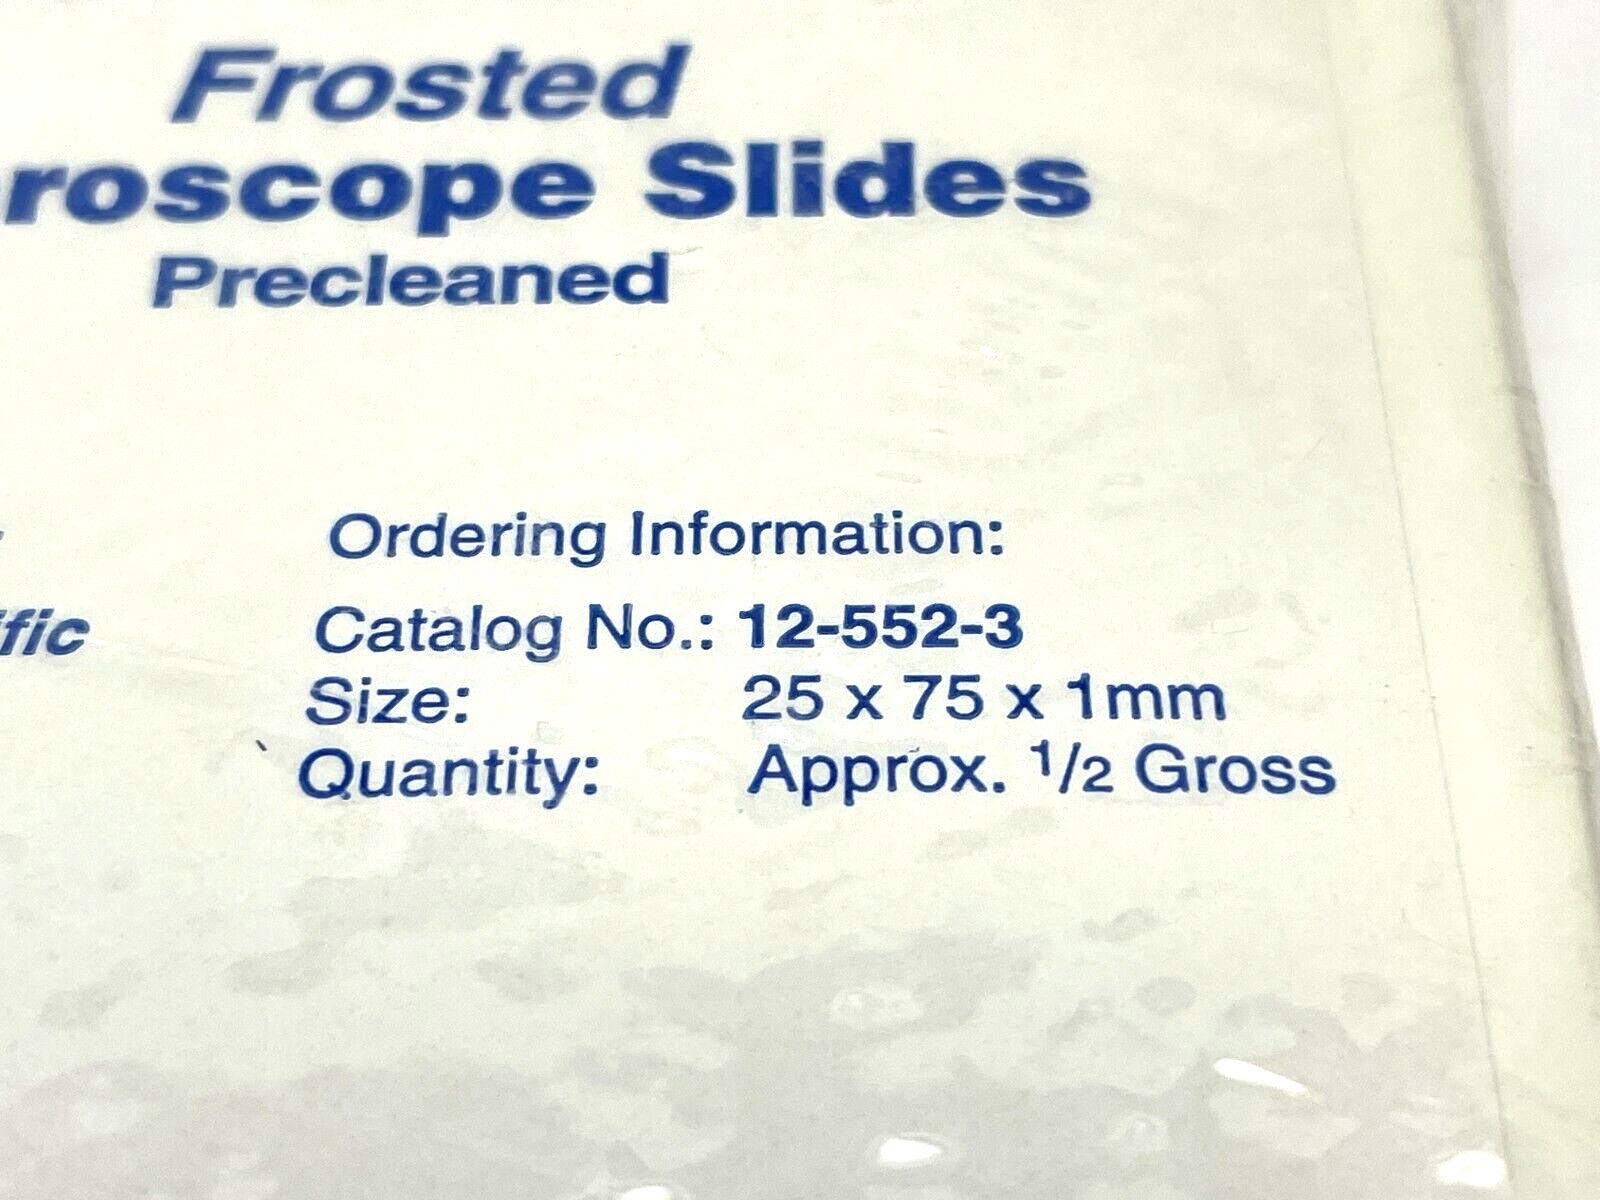 Frosted
roscope Slides
Precleaned
Ordering Information:
ific
Catalog No.: 12-552-3
Size: 25 x 75 x 1mm
Quantity: Approx. 1/2 Gross